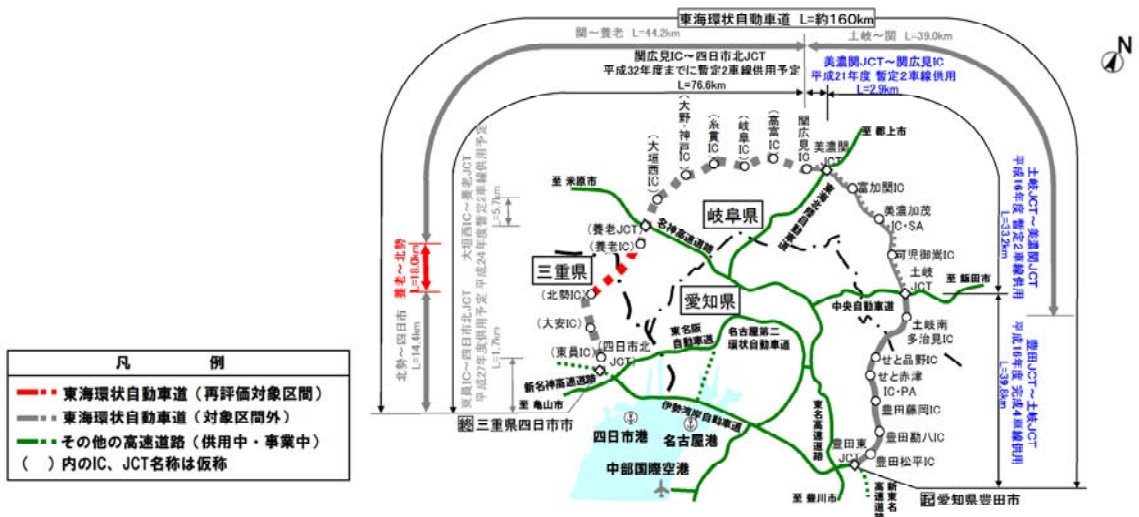 東海環状自動車道 L=約160km
関~養老 L=44.2km
土岐~関 L=39.0km
関広見IC~四日市北JCT
平成32年度までに暫定2車線供用予定
L=76.6km
美濃関JCT~関広見IC
平成21年度 暫定2車線供用
L=2.9km
N
(大垣西IC)
(大野・神戸IC)
(糸貫IC)
(岐阜IC)
(高富IC)
関広見IC
美濃関JCT
至 郡上市
東海北陸自動車道
富加関IC
美濃加茂
IC・SA
可児御嵩IC
土岐
JCT
至 飯田市
中央自動車道
土岐南
多治見IC
せと品野IC
せと赤津
IC・PA
豊田藤岡IC
豊田勘八IC
豊田東
JCT
豊田松平IC
土岐JCT~美濃関JCT
平成16年度 暫定2車線供用
L=33.2km
豊田JCT~土岐JCT
平成16年度 完成4車線供用
L=39.8km
至 米原市
名神高速道路
岐阜県
三重県
愛知県
(養老JCT)
(養老IC)
(北勢IC)
(大安IC)
(東員IC)
(四日市北
JCT)
大垣西IC~養老JCT
平成24年度暫定2車線供用予定
L=5.7km
東員IC~四日市北JCT
平成27年度供用予定
L=1.7km
養老~北勢
L=18.0km
北勢~四日市
L=14.4km
東名阪
自動車道
名古屋第二
環状自動車道
新名神高速道路
至 亀山市
終 三重県四日市市
伊勢湾岸自動車道
東名高速道路
四日市港
名古屋港
中部国際空港
至 豊川市
新東名
高速道路
起 愛知県豊田市
凡 例
東海環状自動車道(再評価対象区間)
東海環状自動車道(対象区間外)
その他の高速道路(供用中・事業中)
( )内のIC、JCT名称は仮称